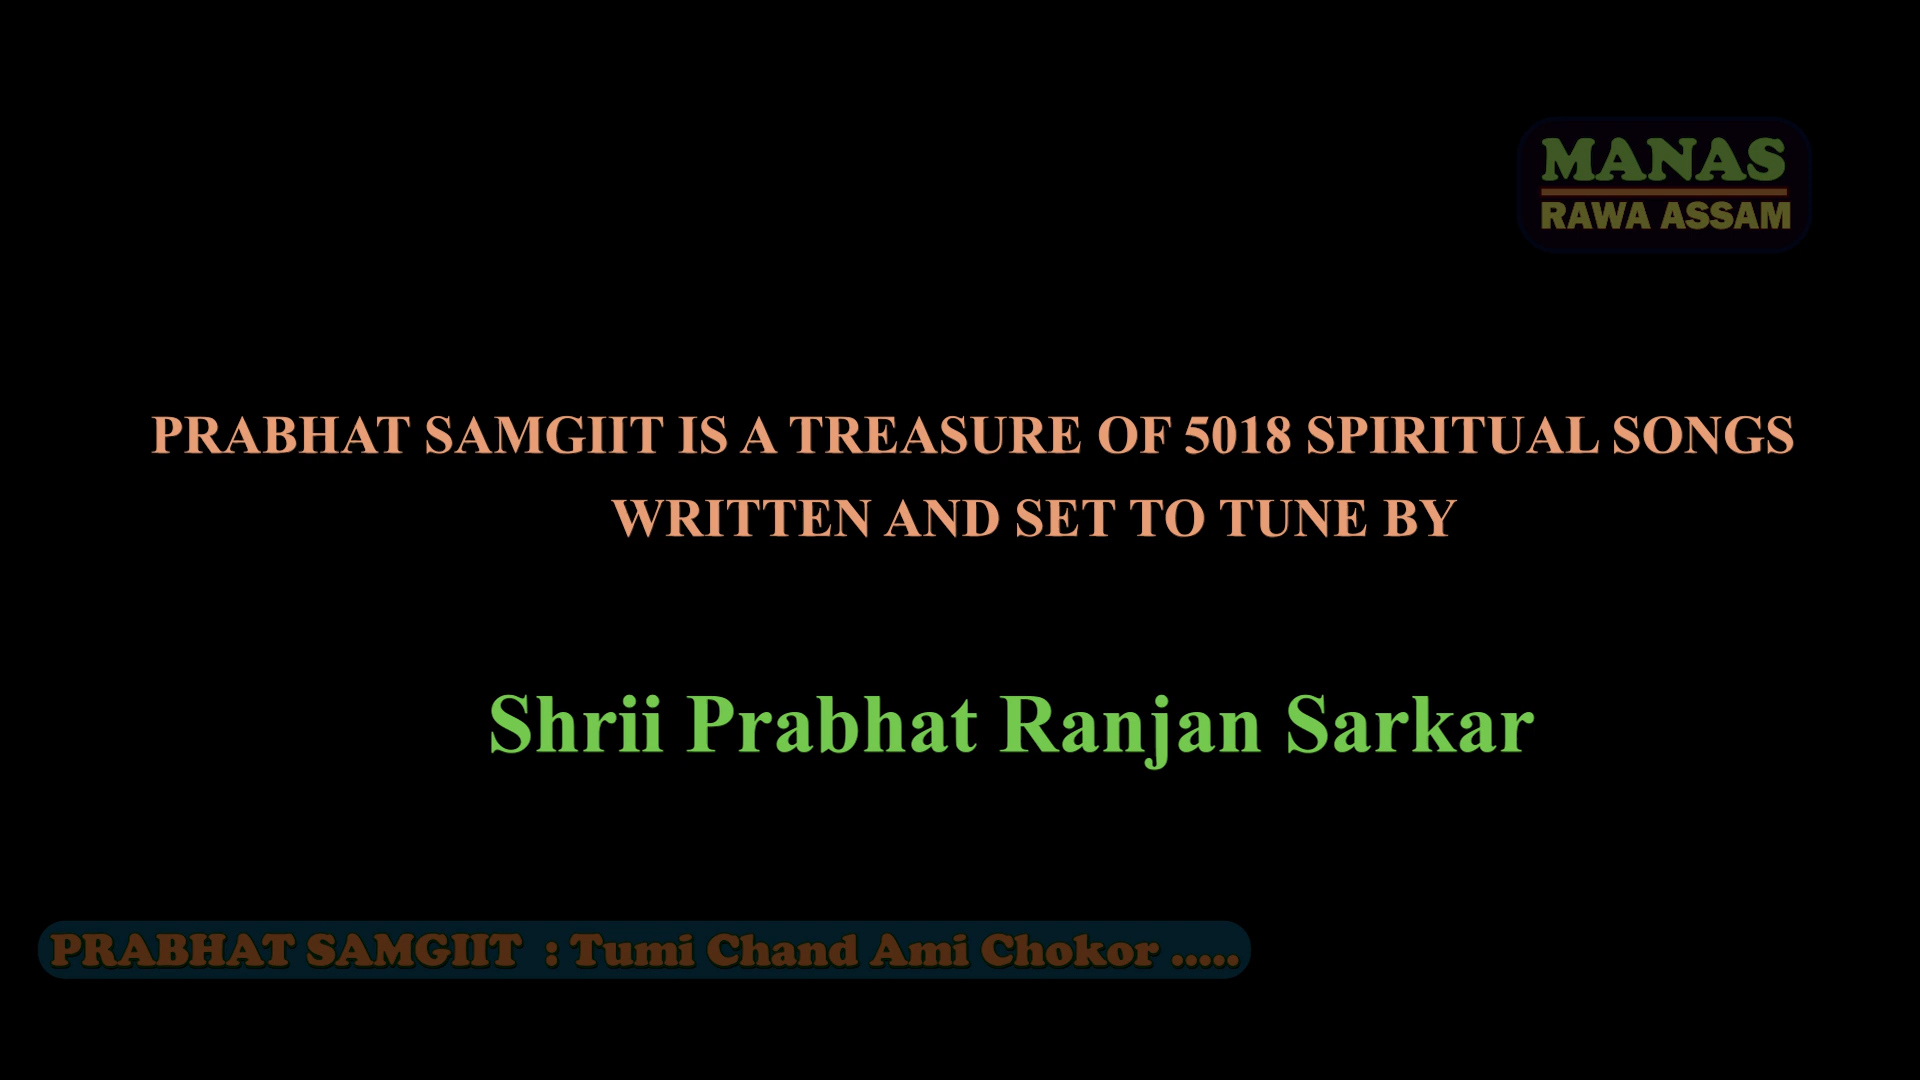 MANAS
RAWA ASSAM
PRABHAT SAMGIIT IS A TREASURE OF 5018 SPIRITUAL SONGS
WRITTEN AND SET TO TUNE BY
Shrii Prabhat Ranjan Sarkar
PRABHAT SAMGIIT : Tumi Chand Ami Chokor .....